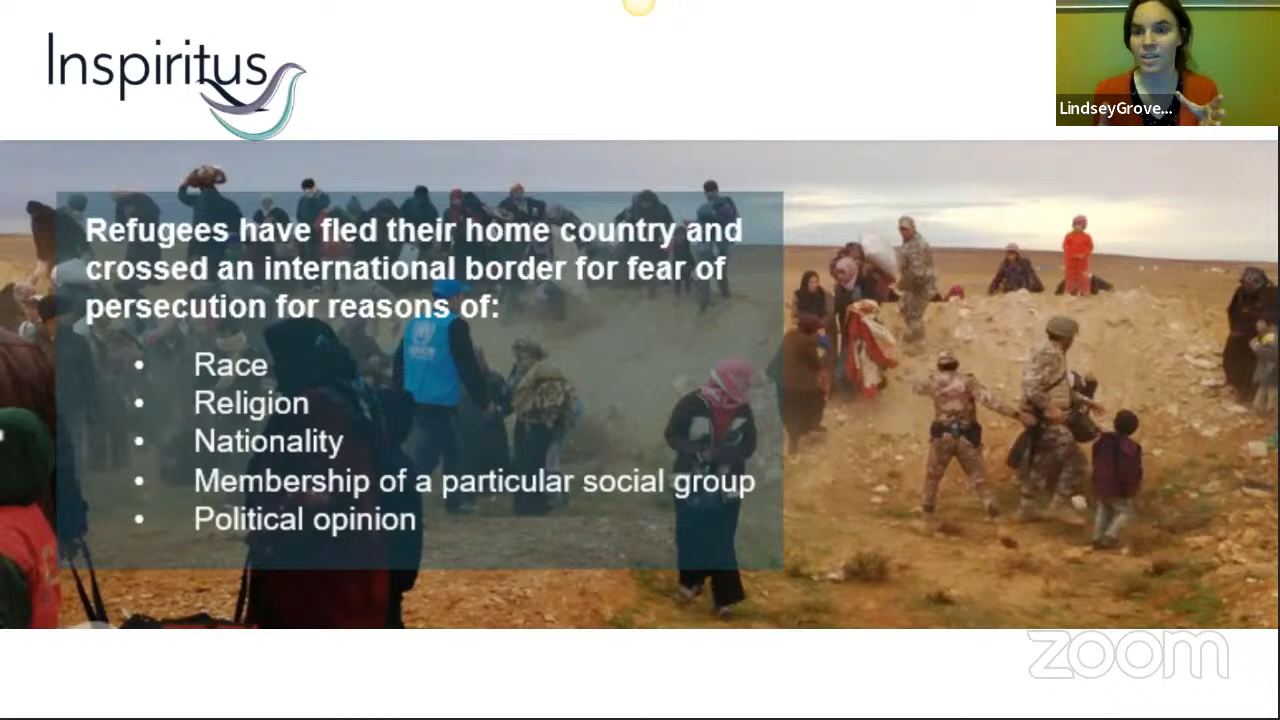 Inspiritus
LindseyGrove...
Refugees have fled their home country and
crossed an international border for fear of
persecution for reasons of:
• Race
• Religion
• Nationality
• Membership of a particular social group
• Political opinion
zoom